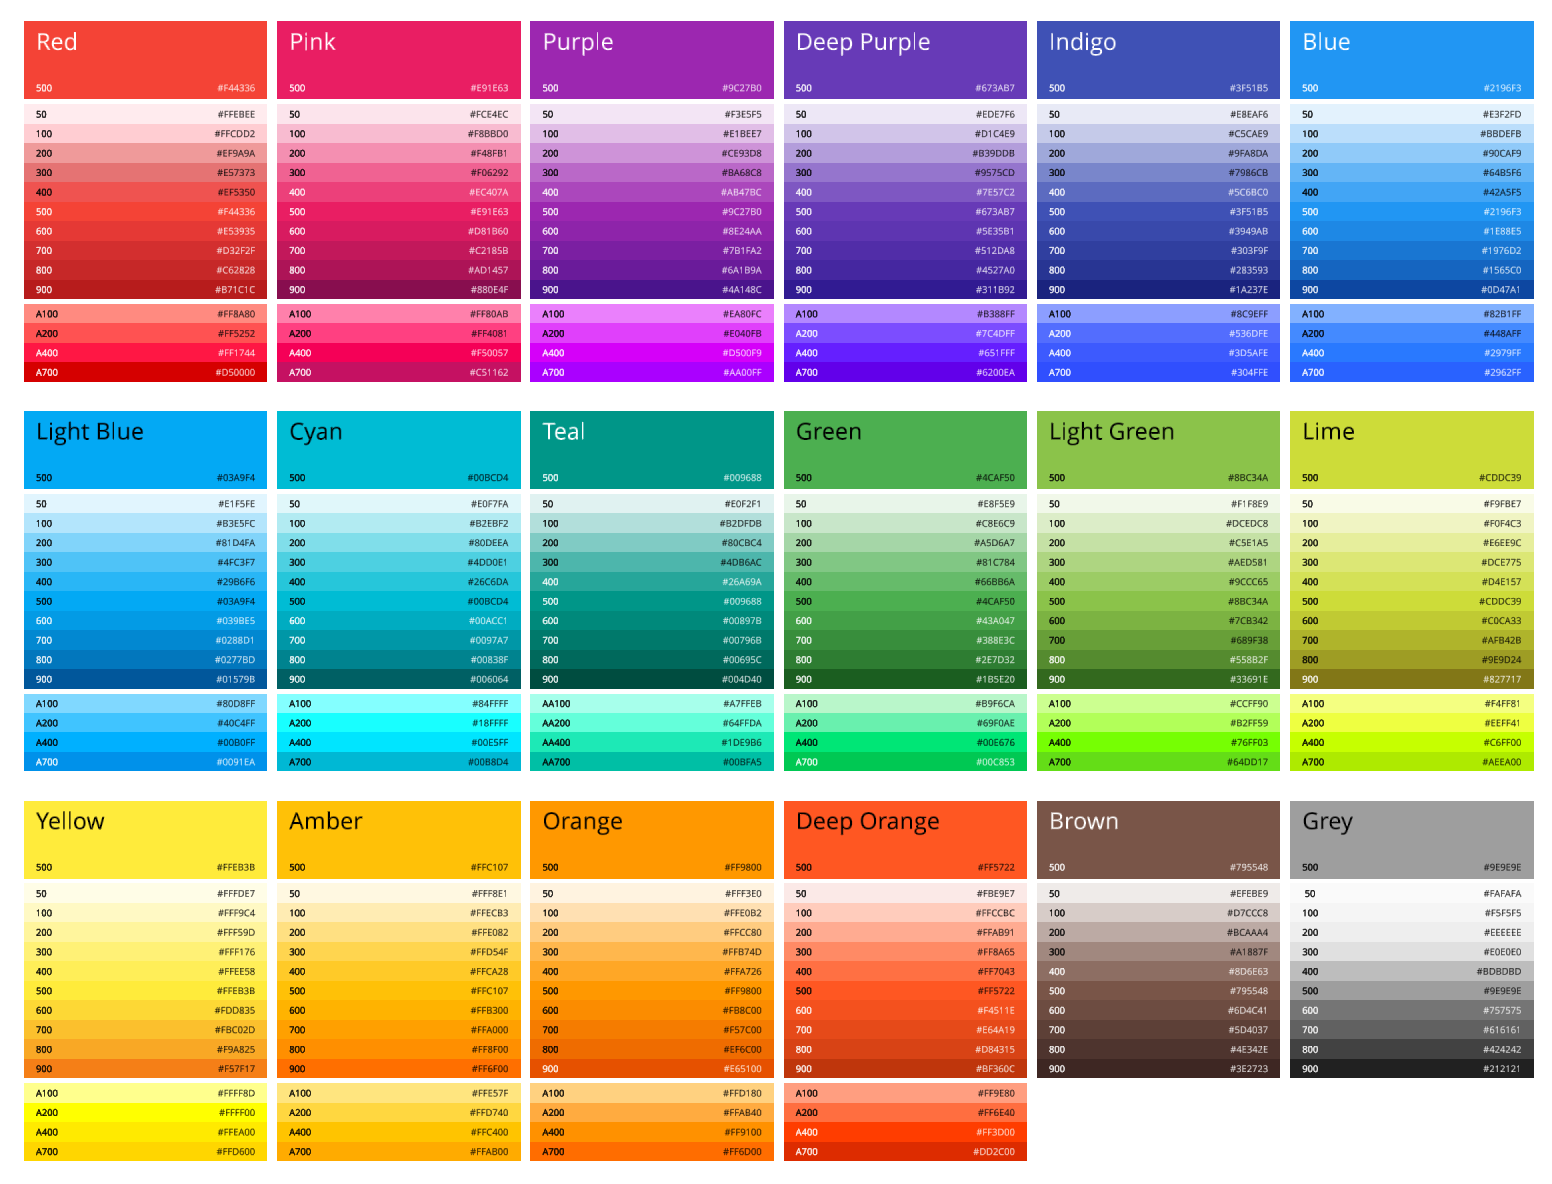 Red
500 #F44336
50 #FFEBEE
100 #FFCDD2
200 #EF9A9A
300 #E57373
400 #EF5350
500 #F44336
600 #E53935
700 #D32F2F
800 #C62828
900 #B71C1C
A100 #FF8A80
A200 #FF5252
A400 #FF1744
A700 #D50000
Pink
500 #E91E63
50 #FCE4EC
100 #F8BBD0
200 #F48FB1
300 #F06292
400 #EC407A
500 #E91E63
600 #D81B60
700 #C2185B
800 #AD1457
900 #880E4F
A100 #FF80AB
A200 #FF4081
A400 #F50057
A700 #C51162
Purple
500 #9C27B0
50 #F3E5F5
100 #E1BEE7
200 #CE93D8
300 #BA68C8
400 #AB47BC
500 #9C27B0
600 #8E24AA
700 #7B1FA2
800 #6A1B9A
900 #4A148C
A100 #EA80FC
A200 #E040FB
A400 #D500F9
A700 #AA00FF
Deep Purple
500 #673AB7
50 #EDE7F6
100 #D1C4E9
200 #B39DDB
300 #9575CD
400 #7E57C2
500 #673AB7
600 #5E35B1
700 #512DA8
800 #4527A0
900 #311B92
A100 #B388FF
A200 #7C4DFF
A400 #651FFF
A700 #6200EA
Indigo
500 #3F51B5
50 #E8EAF6
100 #C5CAE9
200 #9FA8DA
300 #7986CB
400 #5C6BC0
500 #3F51B5
600 #3949AB
700 #303F9F
800 #283593
900 #1A237E
A100 #8C9EFF
A200 #536DFE
A400 #3D5AFE
A700 #304FFE
Blue
500 #2196F3
50 #E3F2FD
100 #BBDEFB
200 #90CAF9
300 #64B5F6
400 #42A5F5
500 #2196F3
600 #1E88E5
700 #1976D2
800 #1565C0
900 #0D47A1
A100 #82B1FF
A200 #448AFF
A400 #2979FF
A700 #2962FF
Light Blue
500 #03A9F4
50 #E1F5FE
100 #B3E5FC
200 #81D4FA
300 #4FC3F7
400 #29B6F6
500 #03A9F4
600 #039BE5
700 #0288D1
800 #0277BD
900 #01579B
A100 #80D8FF
A200 #40C4FF
A400 #00B0FF
A700 #0091EA
Cyan
500 #00BCD4
50 #E0F7FA
100 #B2EBF2
200 #80DEEA
300 #4DD0E1
400 #26C6DA
500 #00BCD4
600 #00ACC1
700 #0097A7
800 #00838F
900 #006064
A100 #84FFFF
A200 #18FFFF
A400 #00E5FF
A700 #00B8D4
Teal
500 #009688
50 #E0F2F1
100 #B2DFDB
200 #80CBC4
300 #4DB6AC
400 #26A69A
500 #009688
600 #00897B
700 #00796B
800 #00695C
900 #004D40
AA100 #A7FFEB
AA200 #64FFDA
AA400 #1DE9B6
AA700 #00BFA5
Green
500 #4CAF50
50 #E8F5E9
100 #C8E6C9
200 #A5D6A7
300 #81C784
400 #66BB6A
500 #4CAF50
600 #43A047
700 #388E3C
800 #2E7D32
900 #1B5E20
A100 #B9F6CA
A200 #69F0AE
A400 #00E676
A700 #00C853
Light Green
500 #8BC34A
50 #F1F8E9
100 #DCEDC8
200 #C5E1A5
300 #AED581
400 #9CCC65
500 #8BC34A
600 #7CB342
700 #689F38
800 #558B2F
900 #33691E
A100 #CCFF90
A200 #B2FF59
A400 #76FF03
A700 #64DD17
Lime
500 #CDDC39
50 #F9FBE7
100 #F0F4C3
200 #E6EE9C
300 #DCE775
400 #D4E157
500 #CDDC39
600 #C0CA33
700 #AFB42B
800 #9E9D24
900 #827717
A100 #F4FF81
A200 #EEFF41
A400 #C6FF00
A700 #AEEA00
Yellow
500 #FFEB3B
50 #FFFDE7
100 #FFF9C4
200 #FFF59D
300 #FFF176
400 #FFEE58
500 #FFEB3B
600 #FDD835
700 #FBC02D
800 #F9A825
900 #F57F17
A100 #FFFF8D
A200 #FFFF00
A400 #FFEA00
A700 #FFD600
Amber
500 #FFC107
50 #FFF8E1
100 #FFECB3
200 #FFE082
300 #FFD54F
400 #FFCA28
500 #FFC107
600 #FFB300
700 #FFA000
800 #FF8F00
900 #FF6F00
A100 #FFE57F
A200 #FFD740
A400 #FFC400
A700 #FFAB00
Orange
500 #FF9800
50 #FFF3E0
100 #FFE0B2
200 #FFCC80
300 #FFB74D
400 #FFA726
500 #FF9800
600 #FB8C00
700 #F57C00
800 #EF6C00
900 #E65100
A100 #FFD180
A200 #FFAB40
A400 #FF9100
A700 #FF6D00
Deep Orange
500 #FF5722
50 #FBE9E7
100 #FFCCBC
200 #FFAB91
300 #FF8A65
400 #FF7043
500 #FF5722
600 #F4511E
700 #E64A19
800 #D84315
900 #BF360C
A100 #FF9E80
A200 #FF6E40
A400 #FF3D00
A700 #DD2C00
Brown
500 #795548
50 #EFEBE9
100 #D7CCC8
200 #BCAAA4
300 #A1887F
400 #8D6E63
500 #795548
600 #6D4C41
700 #5D4037
800 #4E342E
900 #3E2723
Grey
500 #9E9E9E
50 #FAFAFA
100 #F5F5F5
200 #EEEEEE
300 #E0E0E0
400 #BDBDBD
500 #9E9E9E
600 #757575
700 #616161
800 #424242
900 #212121